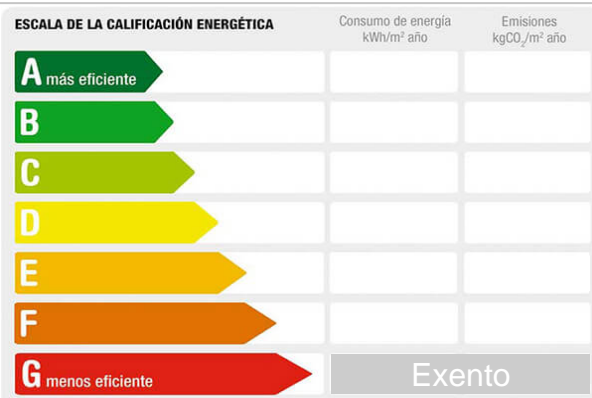 ESCALA DE LA CALIFICACIÓN ENERGÉTICA
Consumo de energía
kWh/m² año
Emisiones
kgCO₂/m² año
A más eficiente
B
C
D
E
F
G menos eficiente
Exento